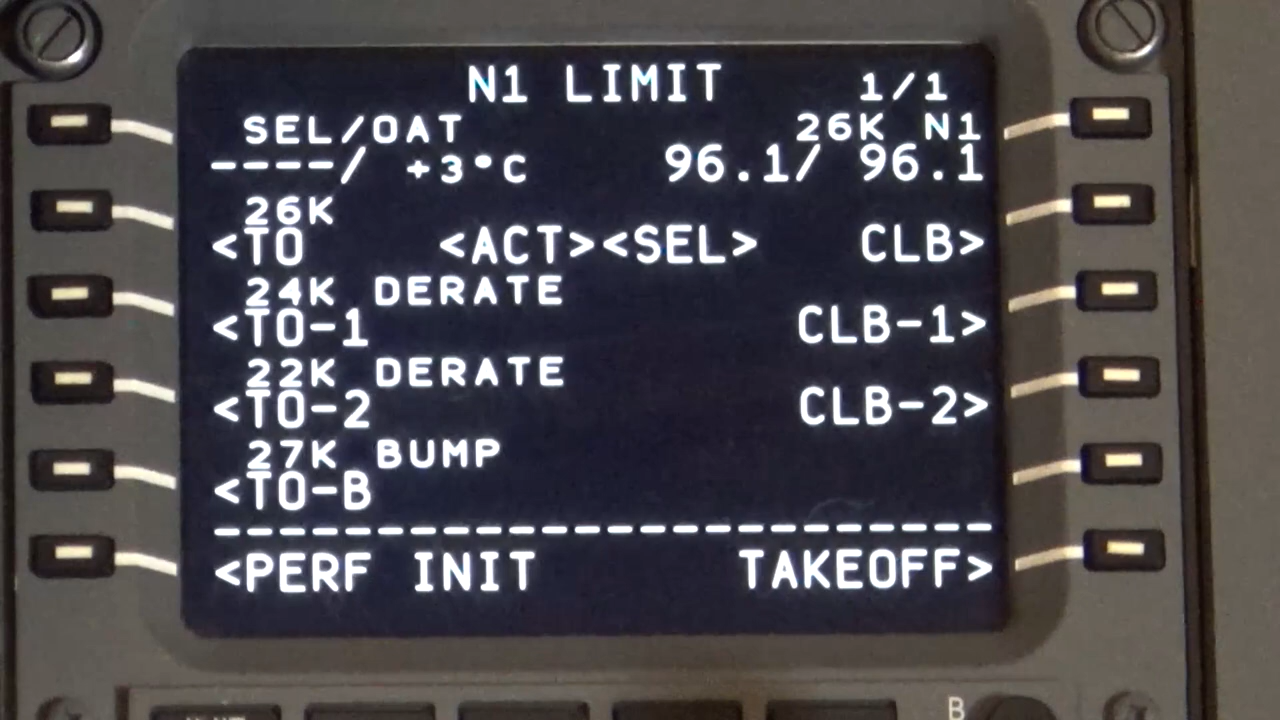 N1 LIMIT 1/1
SEL/OAT 26K N1
----/ +3°C 96.1/ 96.1
26K
<TO <ACT><SEL> CLB>
24K DERATE
<TO-1 CLB-1>
22K DERATE
<TO-2 CLB-2>
27K BUMP
<TO-B
------------------------
<PERF INIT TAKEOFF>
B